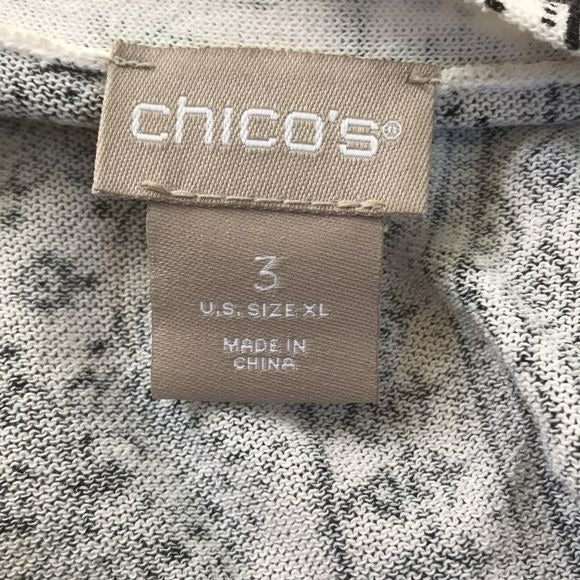 chico's®
3
U.S. SIZE XL
MADE IN
CHINA